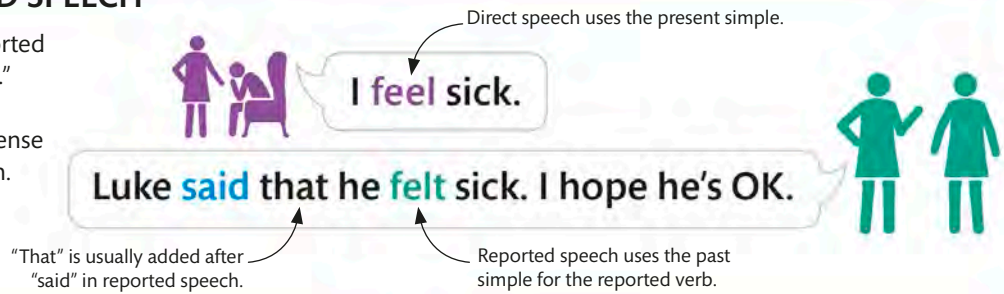 D SPEECH
Direct speech uses the present simple.
orted
."
ense
n.
I feel sick.
Luke said that he felt sick. I hope he's OK.
"That" is usually added after
"said" in reported speech.
Reported speech uses the past
simple for the reported verb.